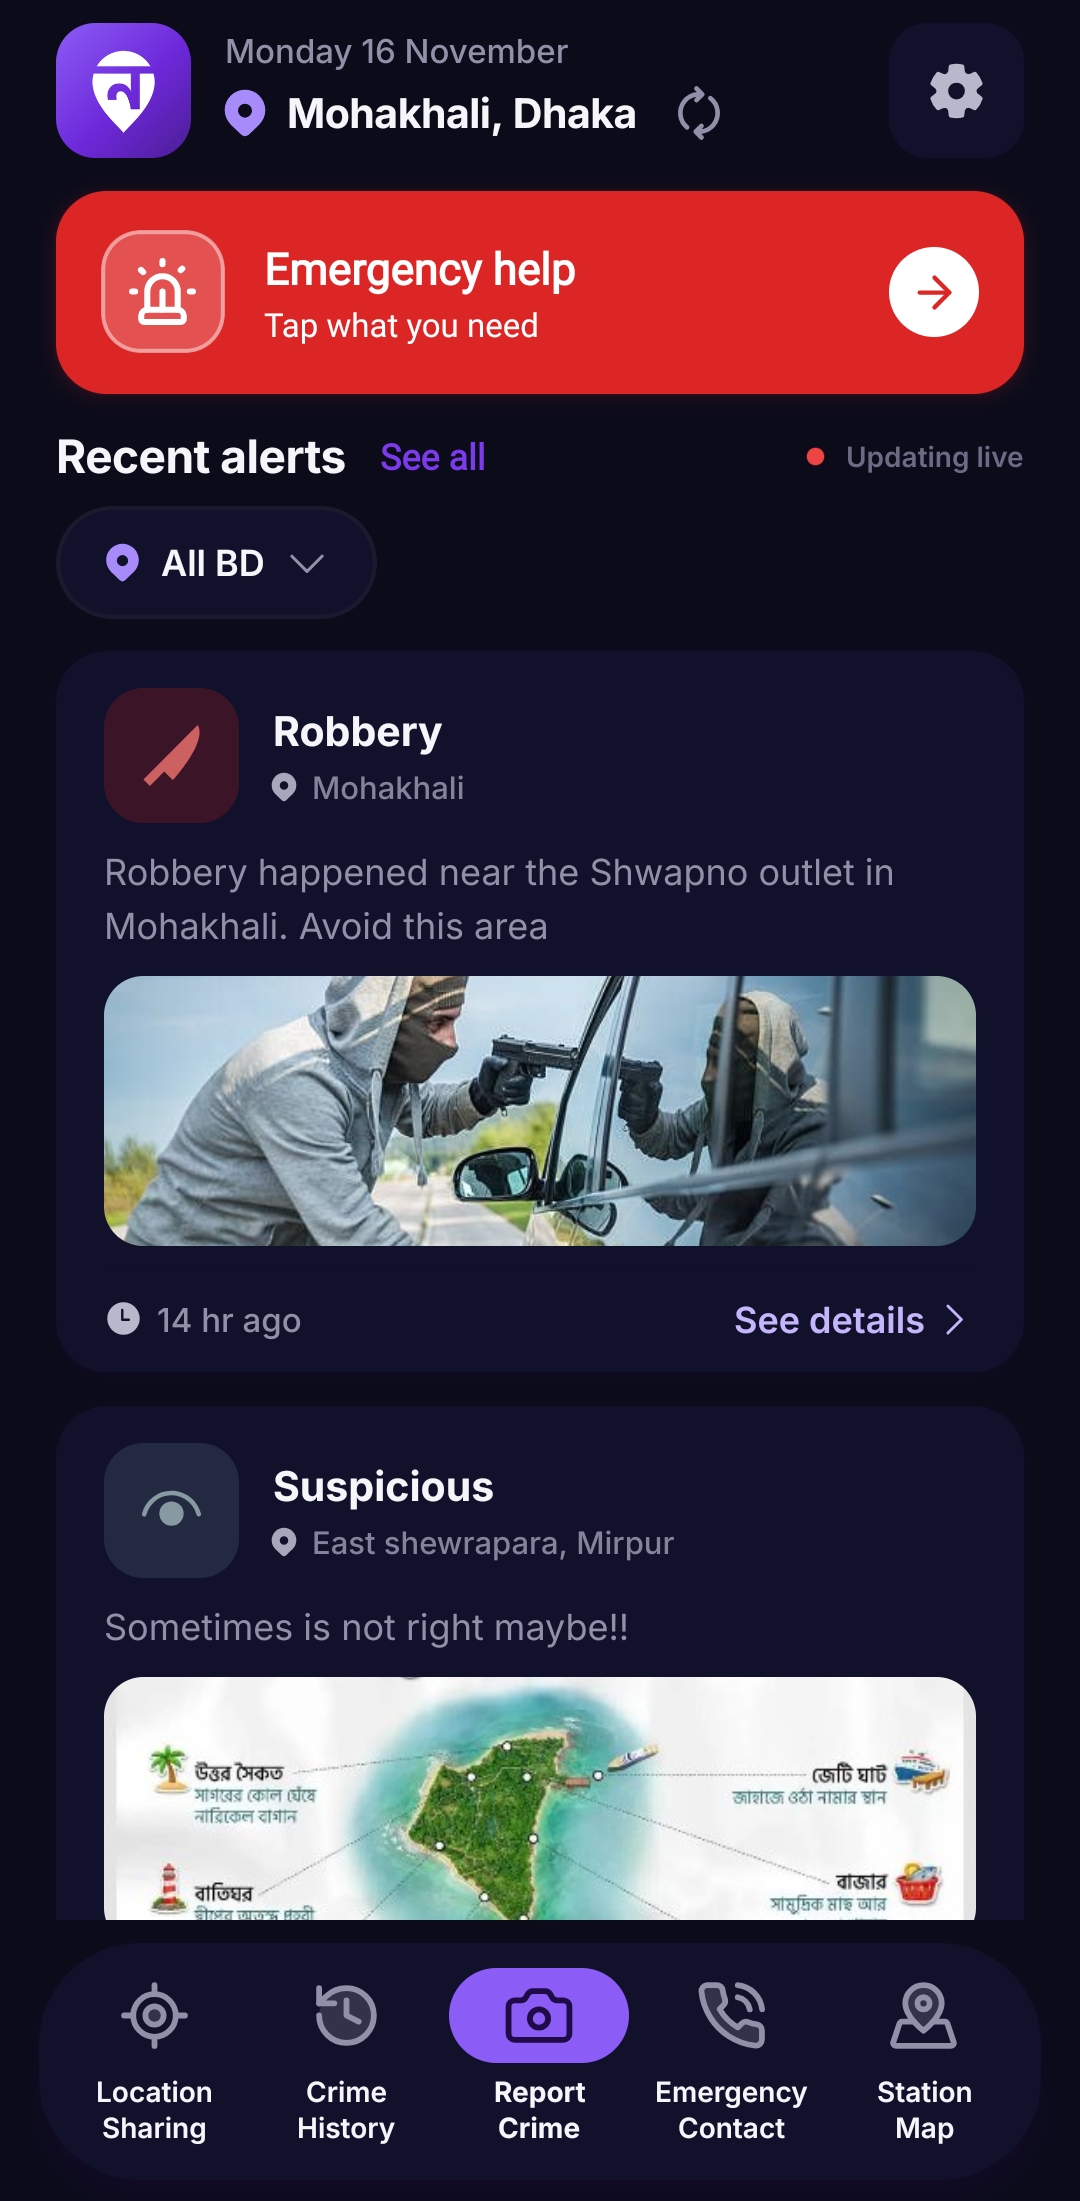 Monday 16 November
Mohakhali, Dhaka
Emergency help
Tap what you need
Recent alerts See all
Updating live
All BD
Robbery
Mohakhali
Robbery happened near the Shwapno outlet in
Mohakhali. Avoid this area
14 hr ago
See details
Suspicious
East shewrapara, Mirpur
Sometimes is not right maybe!!
উত্তর সৈকত
সাগরের কোল ঘেঁষে
নারিকেল বাগান
জেটি ঘাট
জাহাজে ওঠা নামার স্থান
বাতিঘর
দ্বীপের অতন্দ্র প্রহরী
বাজার
সামুদ্রিক মাছ আর
Location
Sharing
Crime
History
Report
Crime
Emergency
Contact
Station
Map